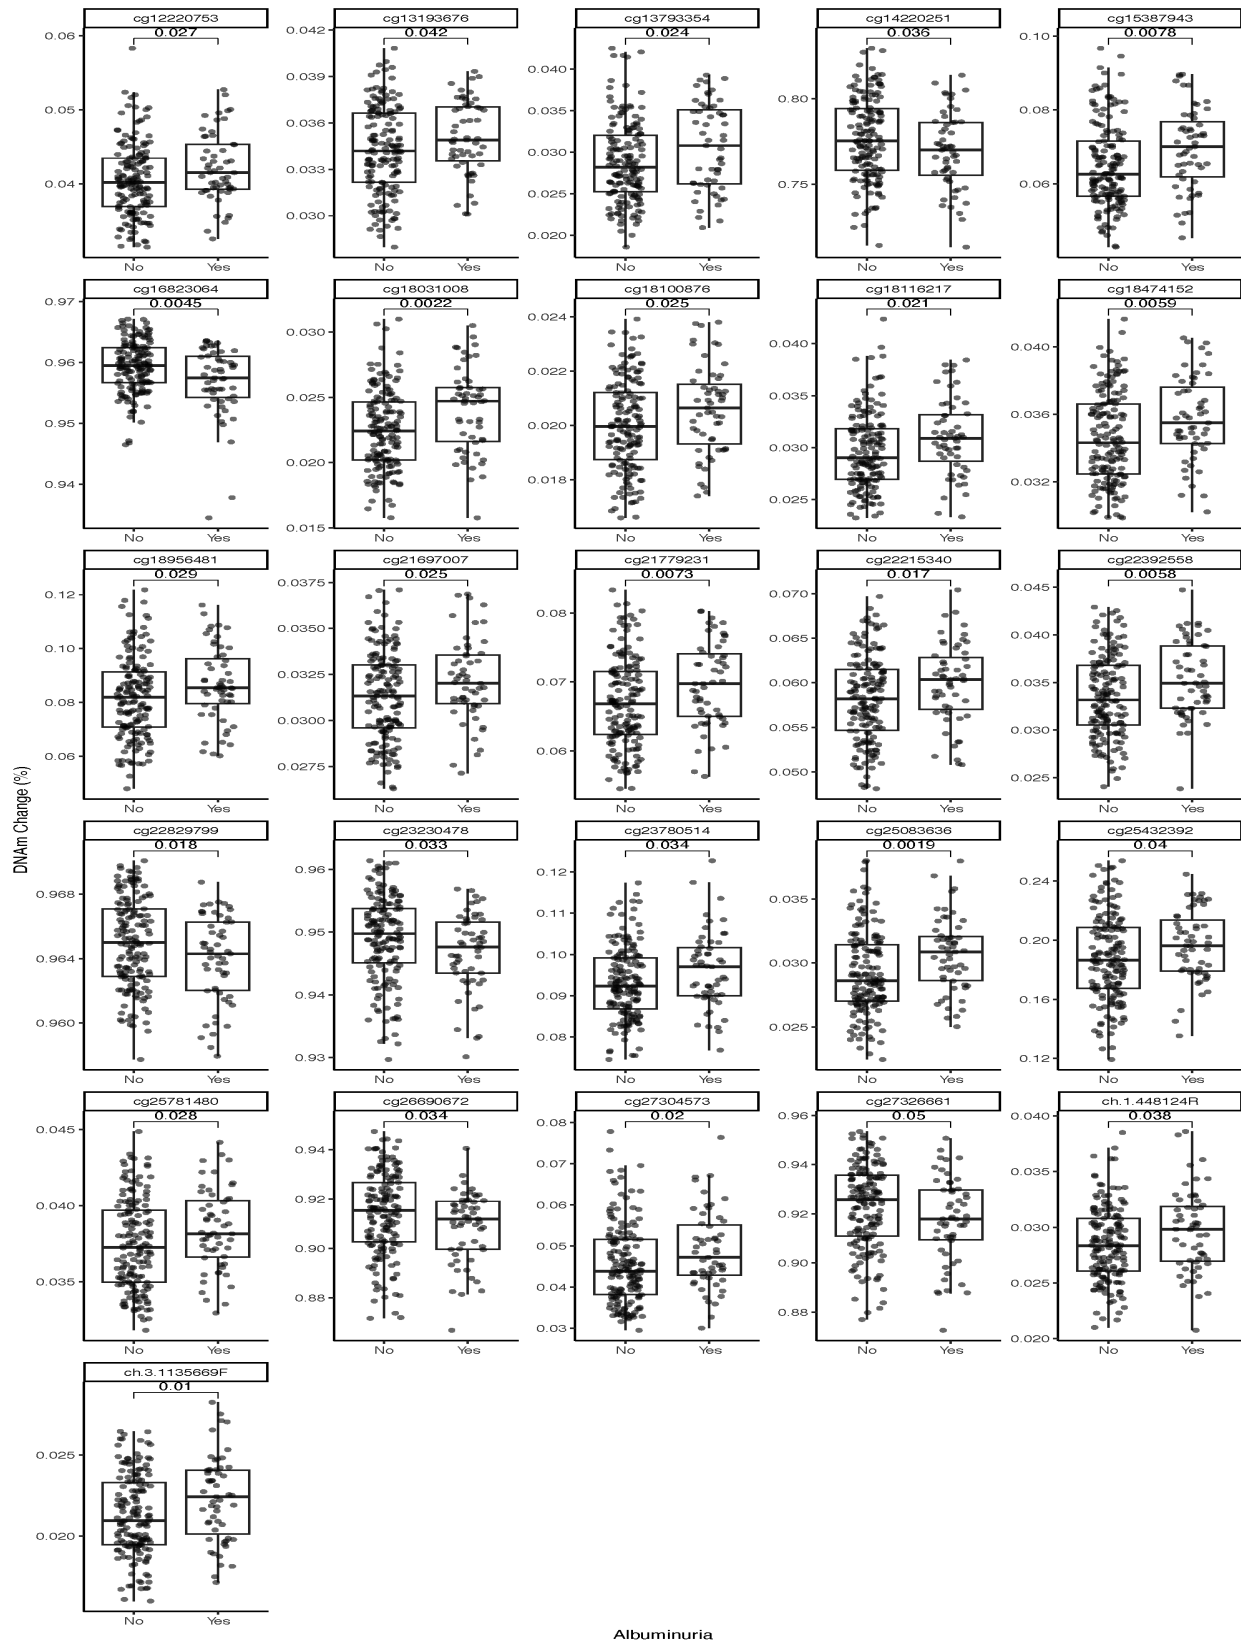 cg12220753 cg13193676 cg13793354 cg14220251 cg15387943
0.027 0.042 0.024 0.036 0.0078
0.06 0.05 0.04
0.042 0.039 0.036 0.033 0.030
0.040 0.035 0.030 0.025 0.020
0.80 0.75
0.10 0.08 0.06
No Yes No Yes No Yes No Yes No Yes
cg16823064 cg18031008 cg18100876 cg18116217 cg18474152
0.0045 0.0022 0.025 0.021 0.0059
0.97 0.96 0.95 0.94
0.030 0.025 0.020 0.015
0.024 0.022 0.020 0.018
0.040 0.035 0.030 0.025
0.040 0.036 0.032
No Yes No Yes No Yes No Yes No Yes
cg18956481 cg21697007 cg21779231 cg22215340 cg22392558
0.029 0.025 0.0073 0.017 0.0058
0.12 0.10 0.08 0.06
0.0375 0.0350 0.0325 0.0300 0.0275
0.08 0.07 0.06
0.070 0.065 0.060 0.055 0.050
0.045 0.040 0.035 0.030 0.025
No Yes No Yes No Yes No Yes No Yes
DNAm Change (%)
cg22829799 cg23230478 cg23780514 cg25083636 cg25432392
0.018 0.033 0.034 0.0019 0.04
0.968 0.964 0.960
0.96 0.95 0.94 0.93
0.12 0.11 0.10 0.09 0.08
0.035 0.030 0.025
0.24 0.20 0.16 0.12
No Yes No Yes No Yes No Yes No Yes
cg25781480 cg26690672 cg27304573 cg27326661 ch.1.448124R
0.028 0.034 0.02 0.05 0.038
0.045 0.040 0.035
0.94 0.92 0.90 0.88
0.08 0.07 0.06 0.05 0.04 0.03
0.96 0.94 0.92 0.90 0.88
0.040 0.035 0.030 0.025 0.020
No Yes No Yes No Yes No Yes No Yes
ch.3.1135669F
0.01
0.025 0.020
No Yes
Albuminuria